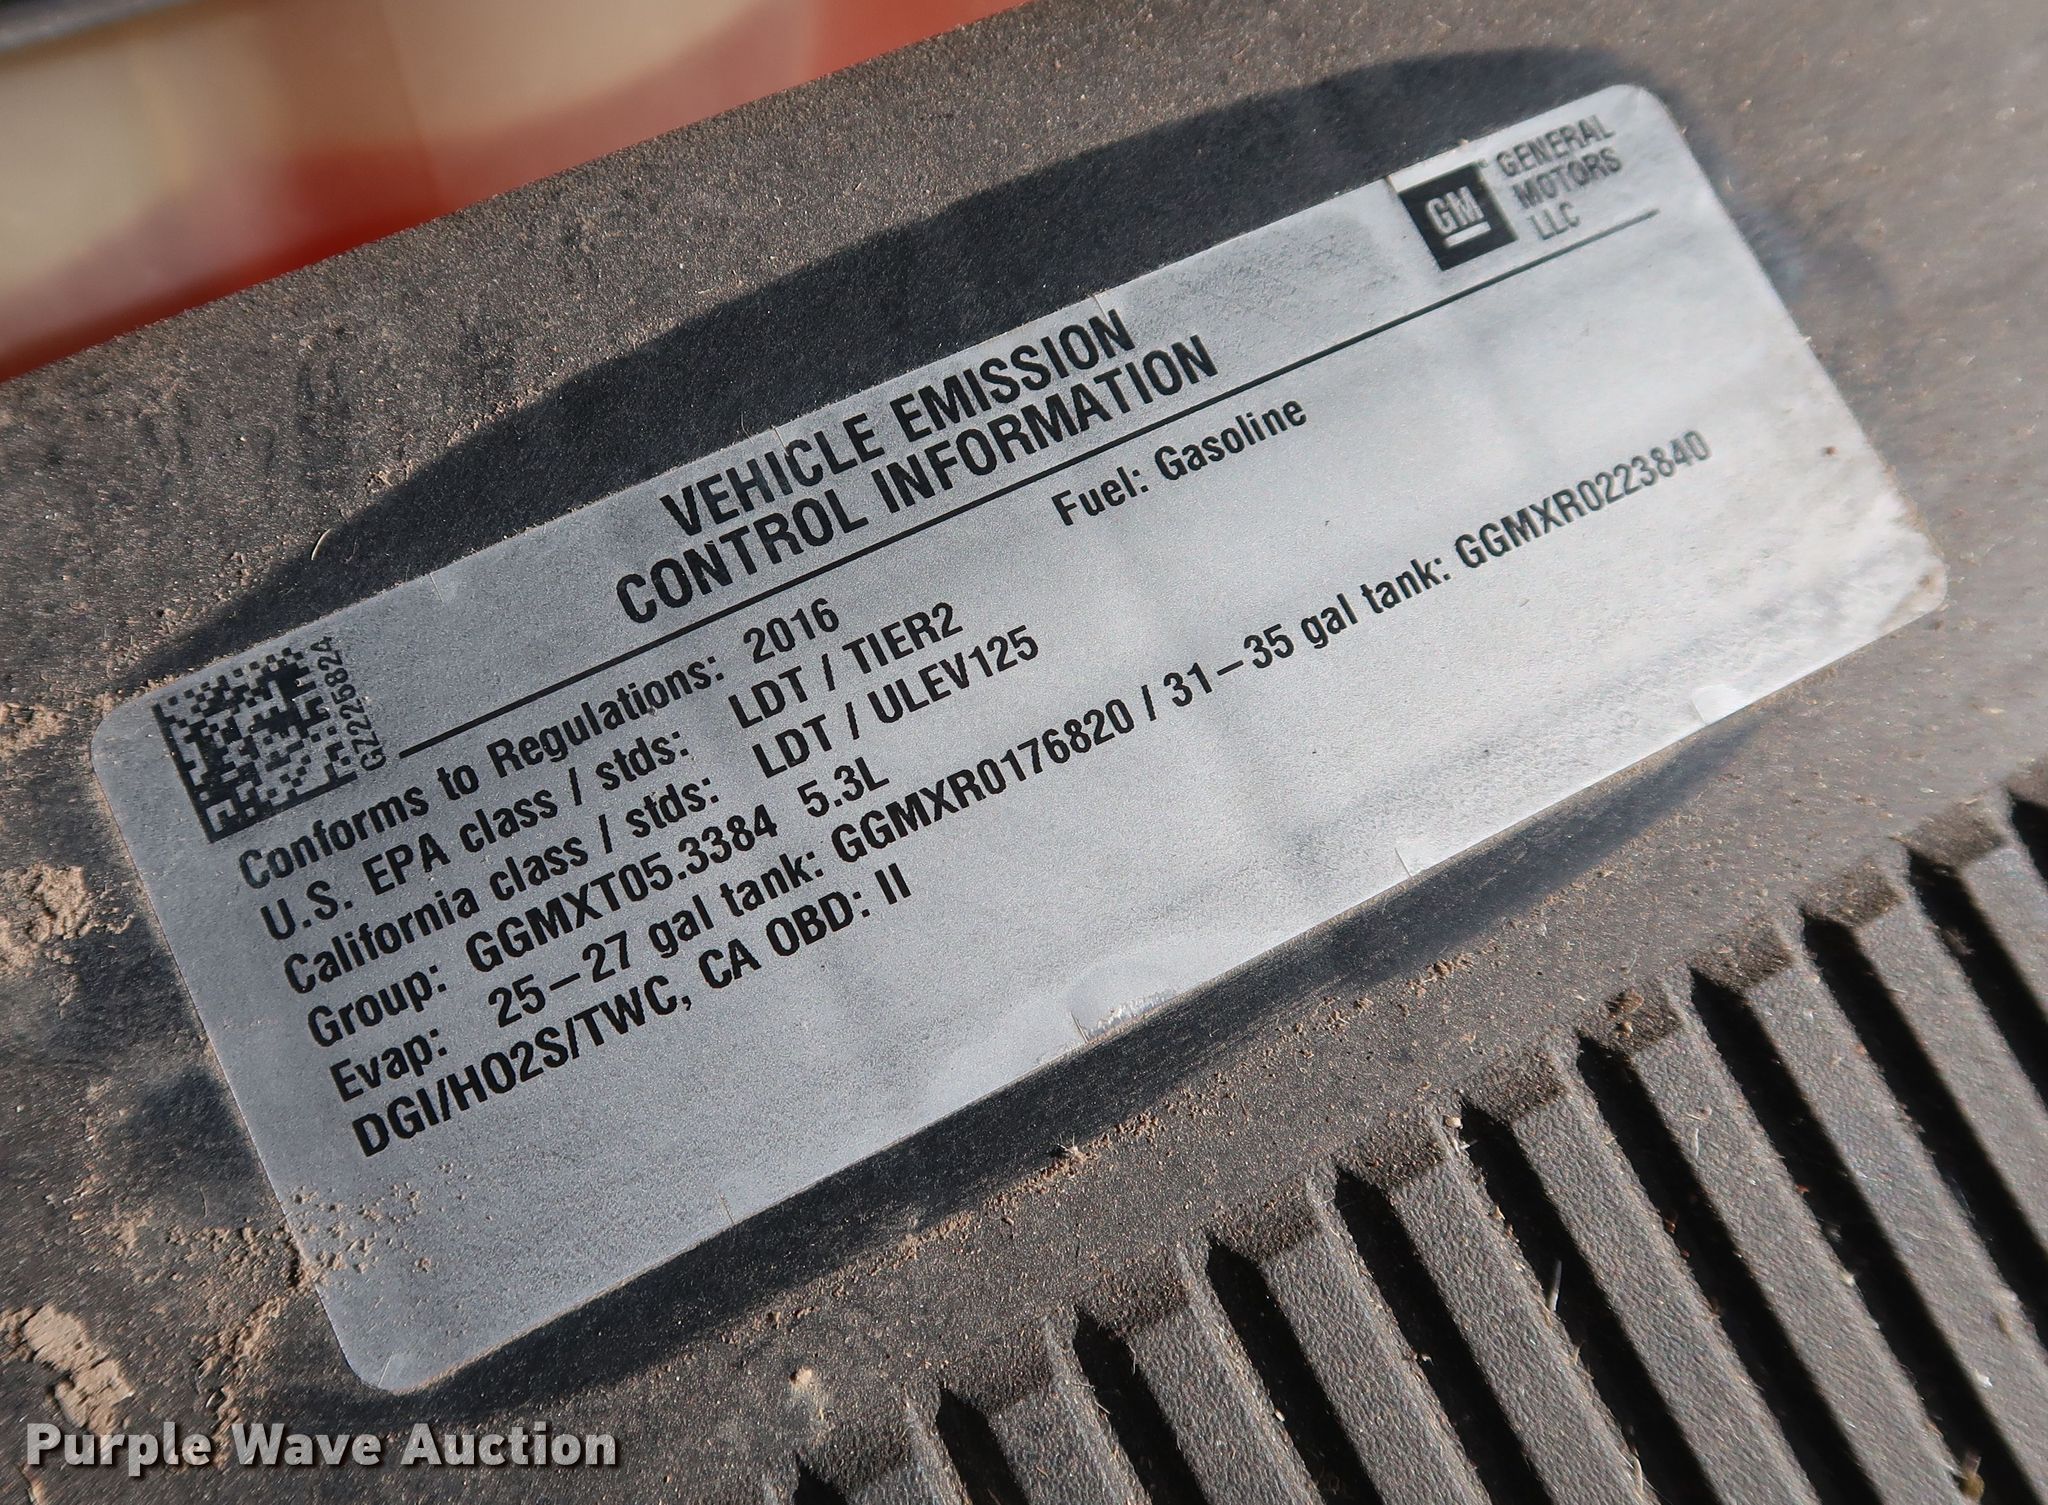 GM
GENERAL
MOTORS
LLC
VEHICLE EMISSION
CONTROL INFORMATION
GZ225824
Conforms to Regulations: 2016 Fuel: Gasoline
U.S. EPA class / stds: LDT / TIER2
California class / stds: LDT / ULEV125
Group: GGMXT05.3384 5.3L
Evap: 25-27 gal tank: GGMXR0176820 / 31-35 gal tank: GGMXR0223840
DGI/HO2S/TWC, CA OBD: II
Purple Wave Auction